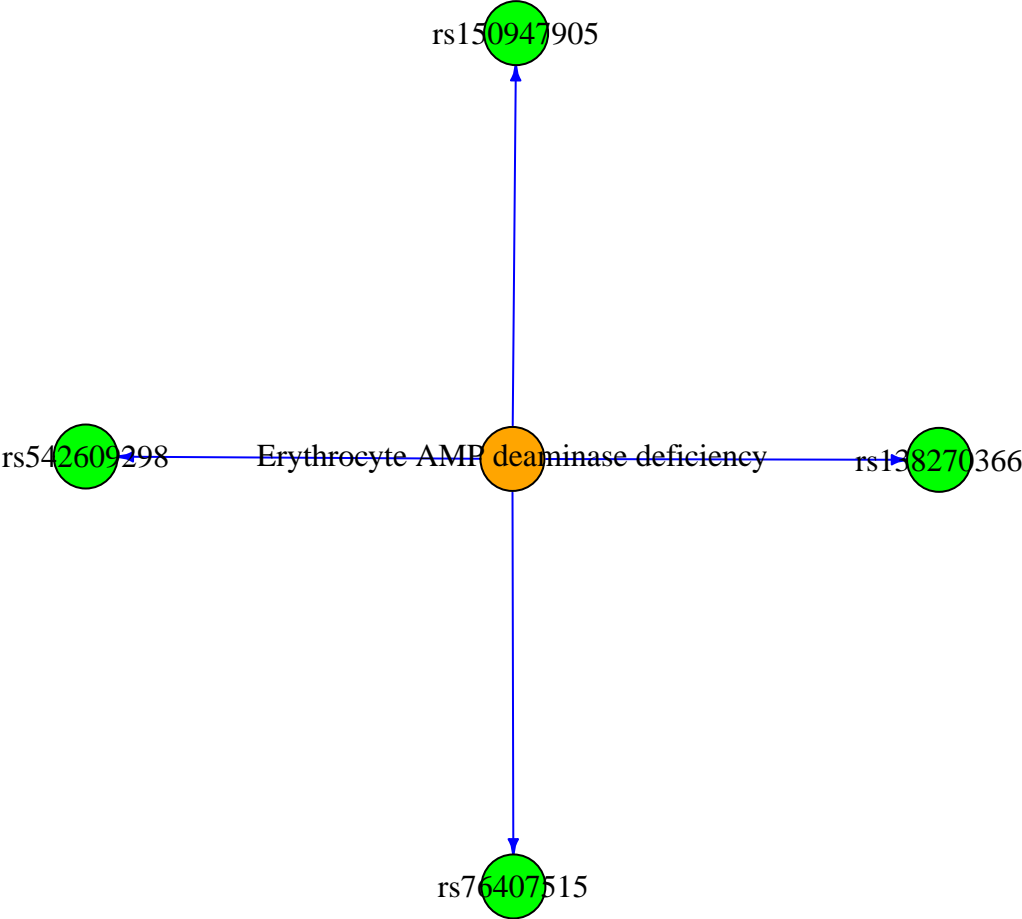 rs150947905
rs542609298
Erythrocyte AMP deaminase deficiency
rs138270366
rs76407515